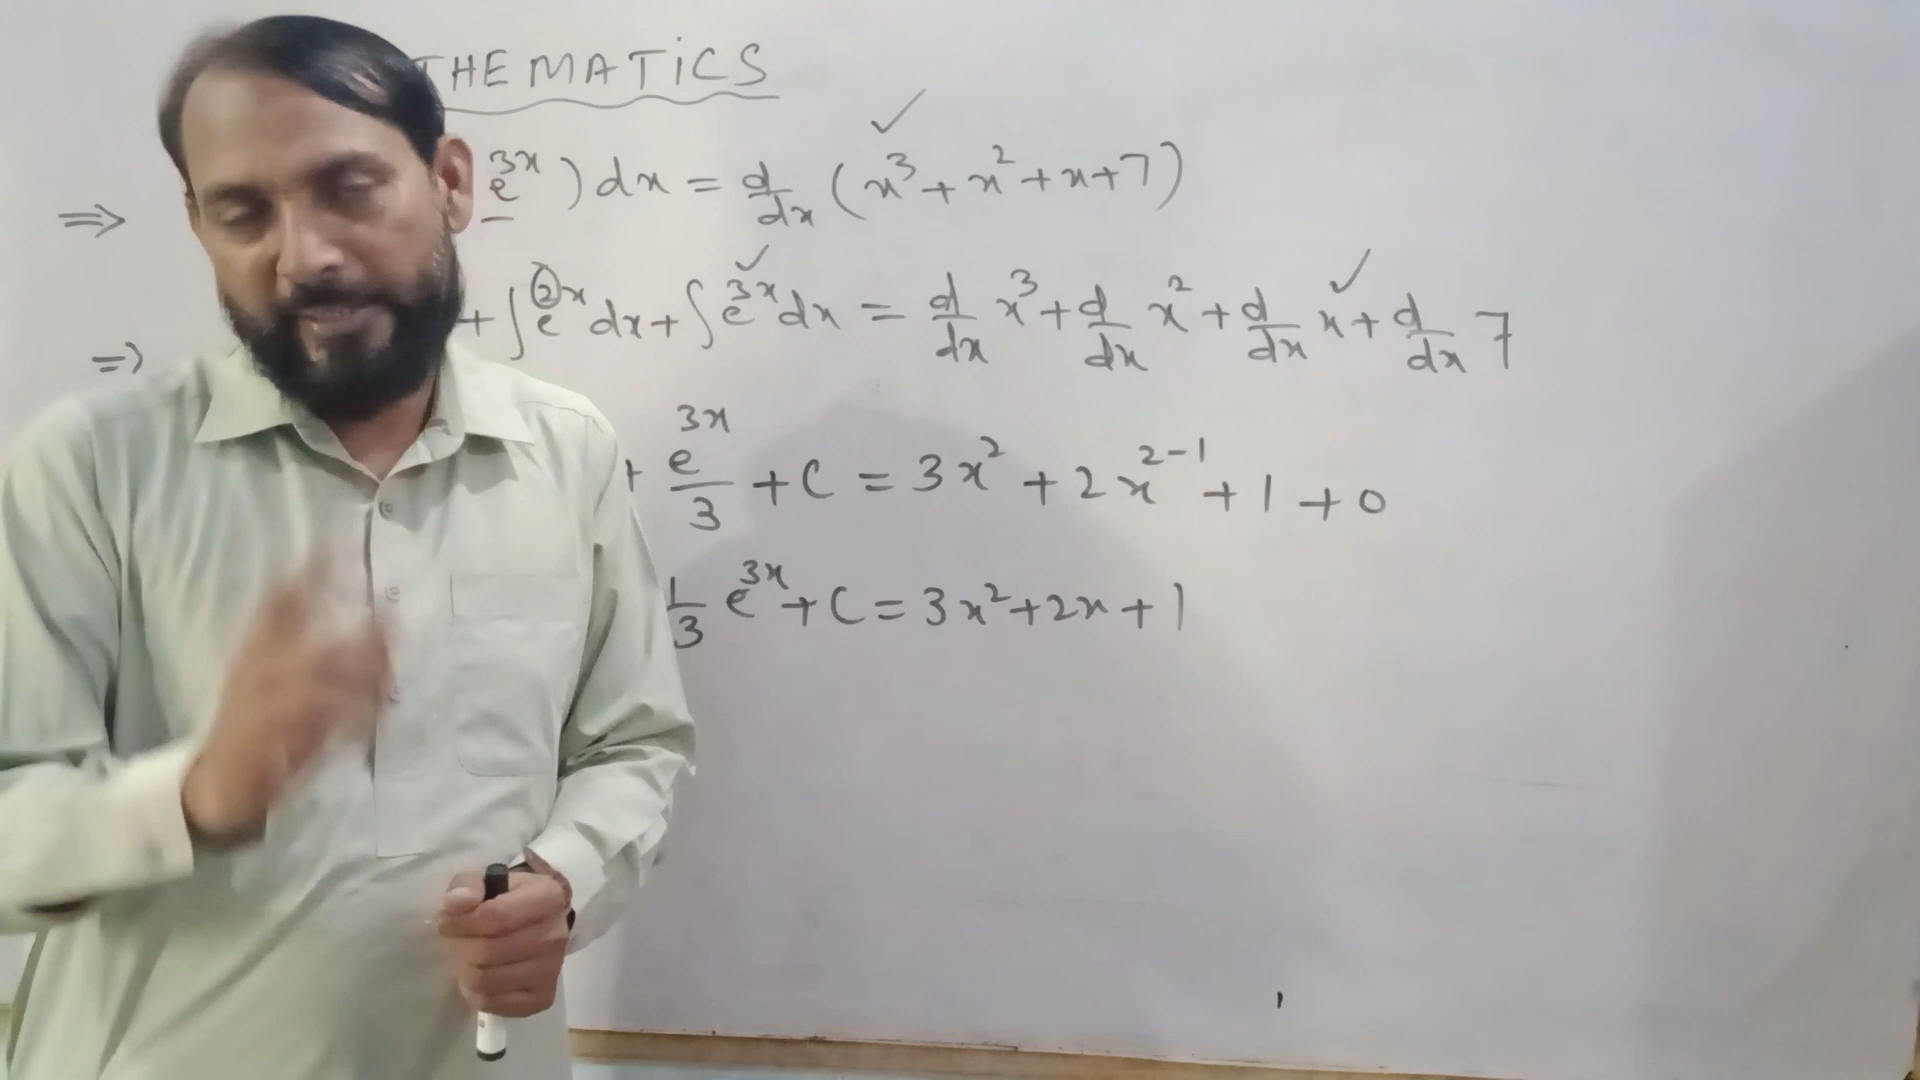 THEMATiCS
⇒ e^{3x}) dx = d/dx (x^3 + x^2 + x + 7)
⇒ + ∫e^{2x} dx + ∫e^{3x} dx = d/dx x^3 + d/dx x^2 + d/dx x + d/dx 7
+ e^{3x}/3 + C = 3x^2 + 2x^{2-1} + 1 + 0
1/3 e^{3x} + C = 3x^2 + 2x + 1